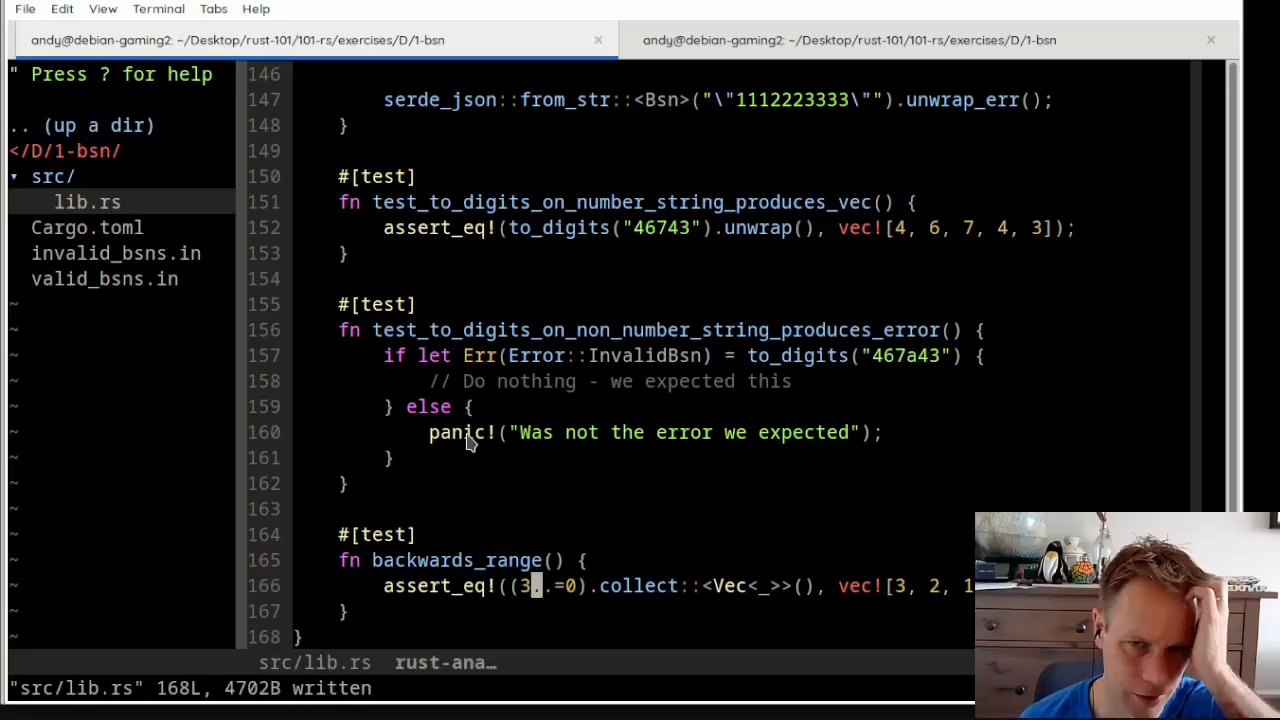 File Edit View Terminal Tabs Help
andy@debian-gaming2: ~/Desktop/rust-101/101-rs/exercises/D/1-bsn × andy@debian-gaming2: ~/Desktop/rust-101/101-rs/exercises/D/1-bsn ×
" Press ? for help
.. (up a dir)
</D/1-bsn/
▾ src/
lib.rs
Cargo.toml
invalid_bsns.in
valid_bsns.in
~
~
~
~
~
~
~
~
~
~
~
~
~
~
146
147 serde_json::from_str::<Bsn>("\"1112223333\"").unwrap_err();
148 }
149
150 #[test]
151 fn test_to_digits_on_number_string_produces_vec() {
152 assert_eq!(to_digits("46743").unwrap(), vec![4, 6, 7, 4, 3]);
153 }
154
155 #[test]
156 fn test_to_digits_on_non_number_string_produces_error() {
157 if let Err(Error::InvalidBsn) = to_digits("467a43") {
158 // Do nothing - we expected this
159 } else {
160 panic!("Was not the error we expected");
161 }
162 }
163
164 #[test]
165 fn backwards_range() {
166 assert_eq!((3..=0).collect::<Vec<_>>(), vec![3, 2, 1
167 }
168 }
src/lib.rs rust-ana…
"src/lib.rs" 168L, 4702B written